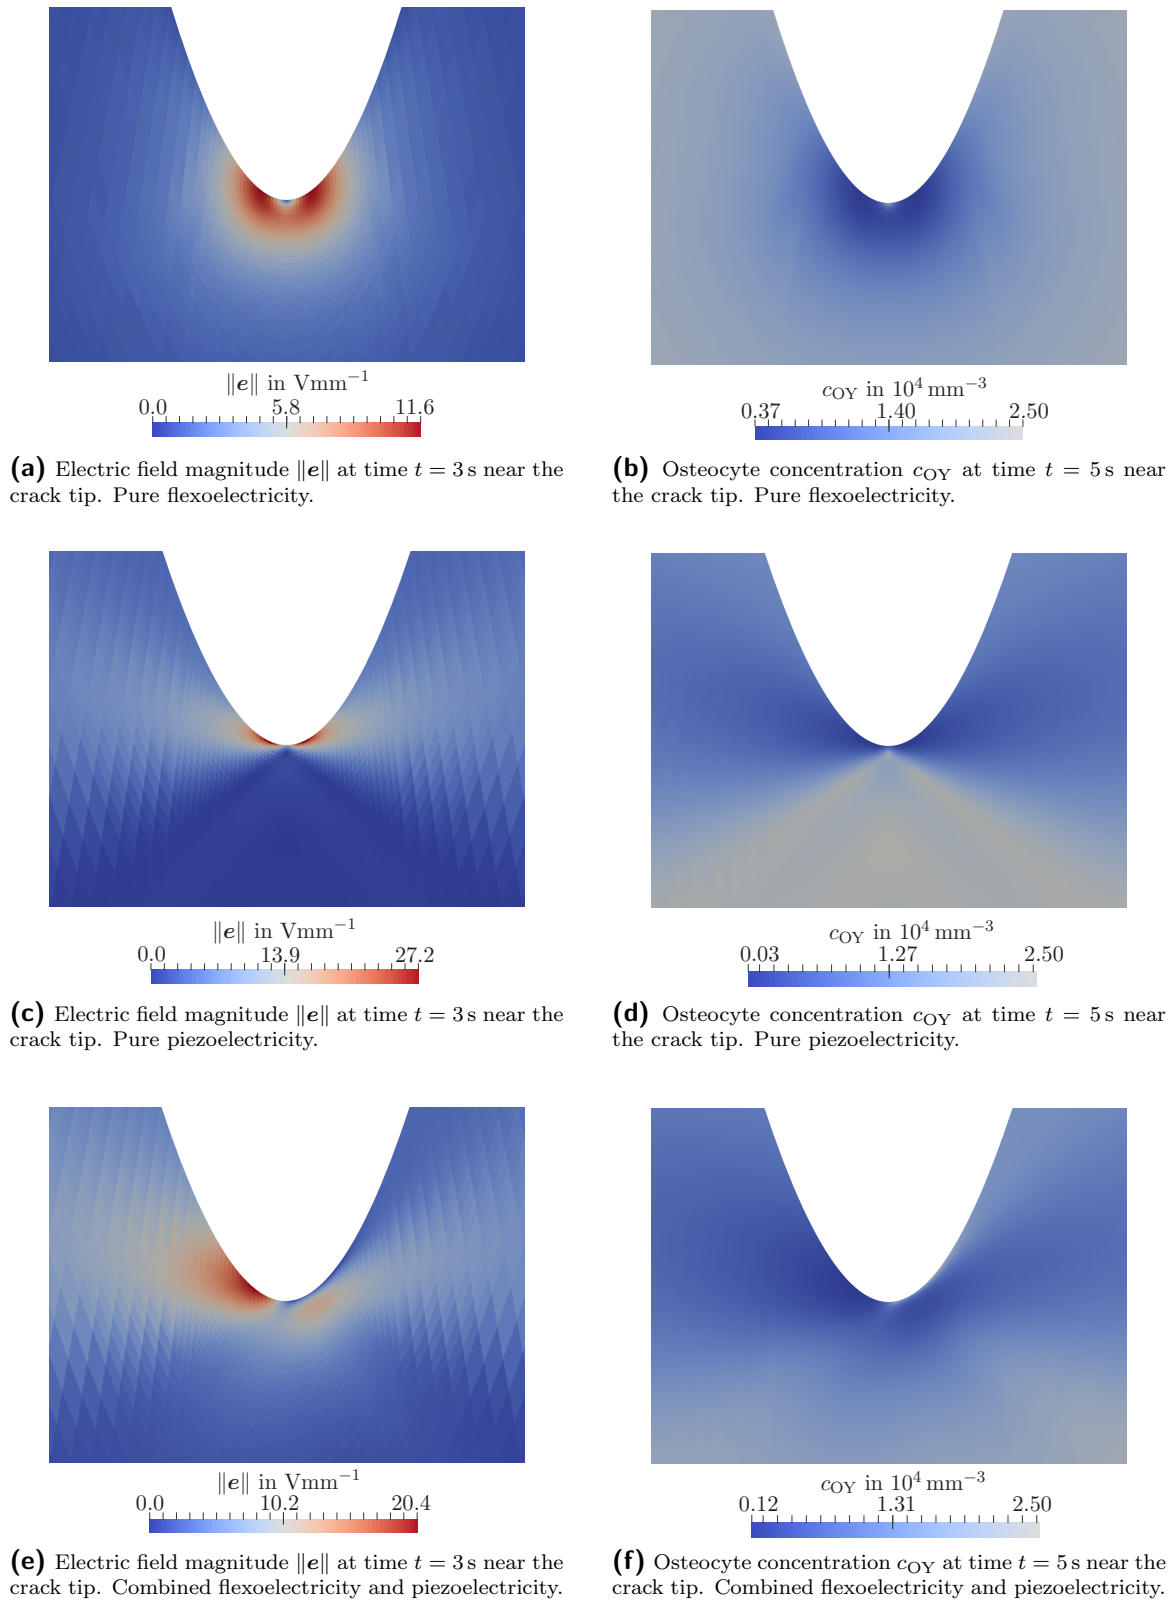 ‖e‖ in Vmm⁻¹
0.0 5.8 11.6
(a) Electric field magnitude ‖e‖ at time t = 3 s near the
crack tip. Pure flexoelectricity.
c_OY in 10⁴ mm⁻³
0.37 1.40 2.50
(b) Osteocyte concentration c_OY at time t = 5 s near
the crack tip. Pure flexoelectricity.
‖e‖ in Vmm⁻¹
0.0 13.9 27.2
(c) Electric field magnitude ‖e‖ at time t = 3 s near the
crack tip. Pure piezoelectricity.
c_OY in 10⁴ mm⁻³
0.03 1.27 2.50
(d) Osteocyte concentration c_OY at time t = 5 s near
the crack tip. Pure piezoelectricity.
‖e‖ in Vmm⁻¹
0.0 10.2 20.4
(e) Electric field magnitude ‖e‖ at time t = 3 s near the
crack tip. Combined flexoelectricity and piezoelectricity.
c_OY in 10⁴ mm⁻³
0.12 1.31 2.50
(f) Osteocyte concentration c_OY at time t = 5 s near the
crack tip. Combined flexoelectricity and piezoelectricity.